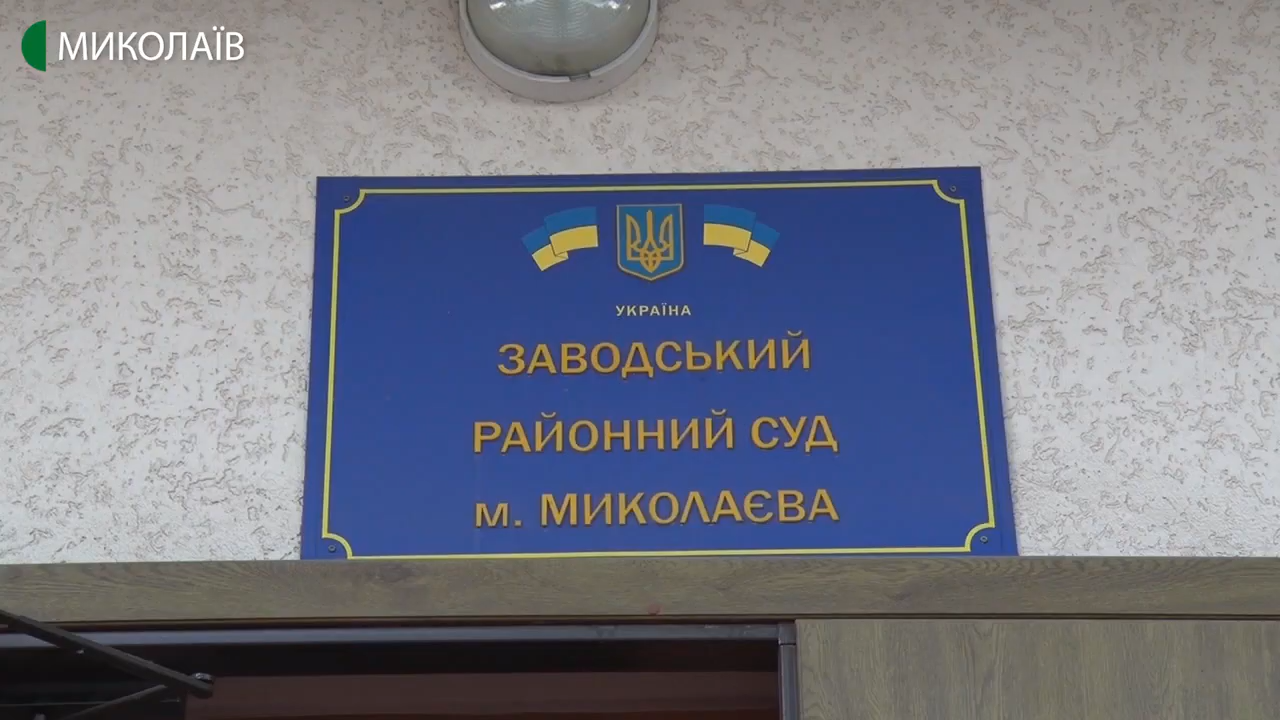 МИКОЛАЇВ
УКРАЇНА
ЗАВОДСЬКИЙ
РАЙОННИЙ СУД
м. МИКОЛАЄВА